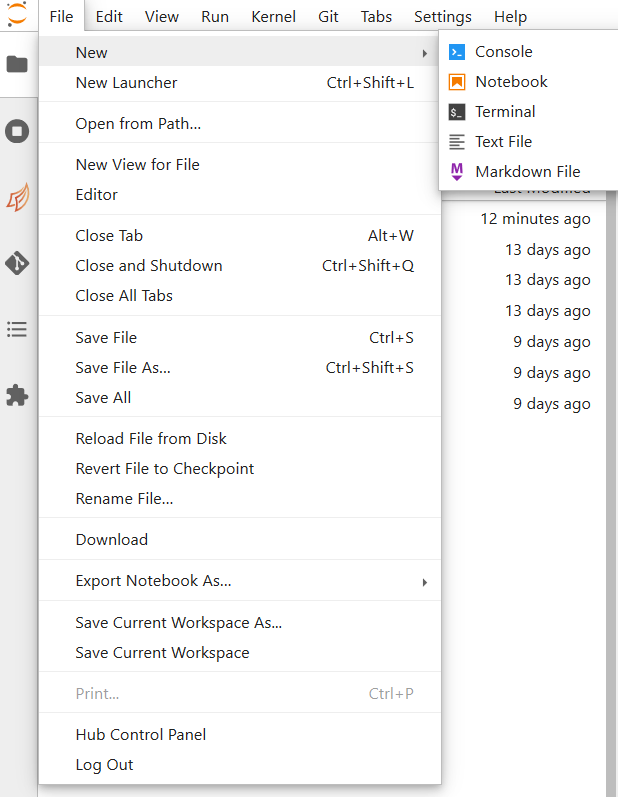 File Edit View Run Kernel Git Tabs Settings Help
New
New Launcher Ctrl+Shift+L
Open from Path...
New View for File
Editor
Close Tab Alt+W
Close and Shutdown Ctrl+Shift+Q
Close All Tabs
Save File Ctrl+S
Save File As... Ctrl+Shift+S
Save All
Reload File from Disk
Revert File to Checkpoint
Rename File...
Download
Export Notebook As...
Save Current Workspace As...
Save Current Workspace
Print... Ctrl+P
Hub Control Panel
Log Out
Console
Notebook
$_ Terminal
Text File
M Markdown File
Last Modified
12 minutes ago
13 days ago
13 days ago
13 days ago
9 days ago
9 days ago
9 days ago